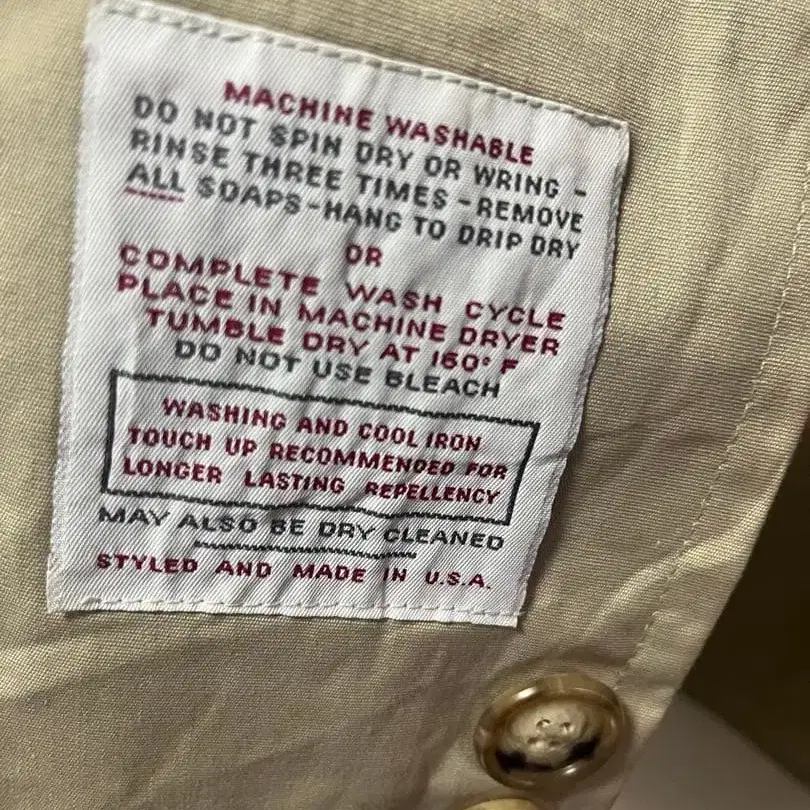 MACHINE WASHABLE
DO NOT SPIN DRY OR WRING -
RINSE THREE TIMES - REMOVE
ALL SOAPS - HANG TO DRIP DRY
OR
COMPLETE WASH CYCLE
PLACE IN MACHINE DRYER
TUMBLE DRY AT 160° F
DO NOT USE BLEACH
WASHING AND COOL IRON
TOUCH UP RECOMMENDED FOR
LONGER LASTING REPELLENCY
MAY ALSO BE DRY CLEANED
STYLED AND MADE IN U.S.A.